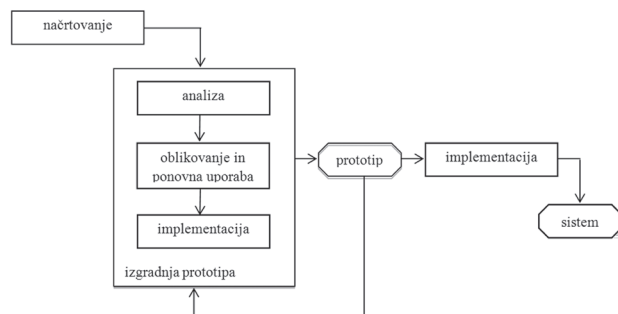 načrtovanje
analiza
oblikovanje in
ponovna uporaba
implementacija
izgradnja prototipa
prototip
implementacija
sistem